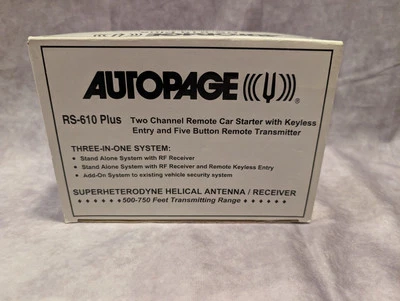 AUTOPAGE ®
RS-610 Plus Two Channel Remote Car Starter with Keyless
Entry and Five Button Remote Transmitter
THREE-IN-ONE SYSTEM:
Stand Alone System with RF Receiver
Stand Alone System with RF Receiver and Remote Keyless Entry
Add-On System to existing vehicle security system
SUPERHETERODYNE HELICAL ANTENNA / RECEIVER
500-750 Feet Transmitting Range